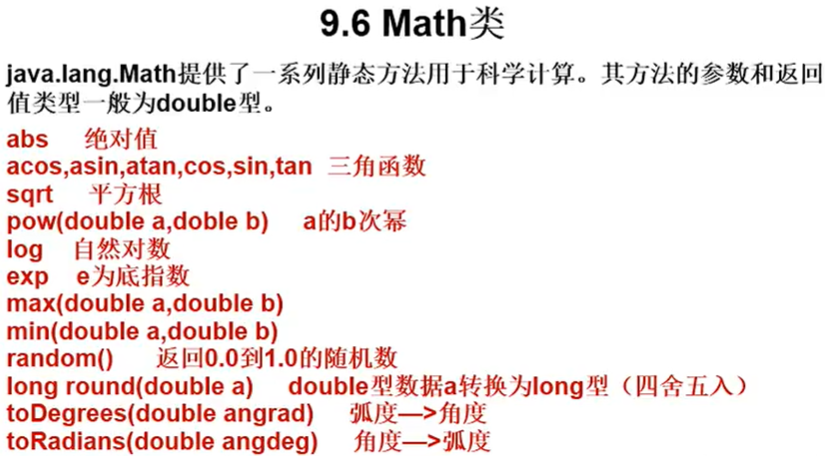 9.6 Math类
java.lang.Math提供了一系列静态方法用于科学计算。其方法的参数和返回
值类型一般为double型。
abs 绝对值
acos,asin,atan,cos,sin,tan 三角函数
sqrt 平方根
pow(double a,doble b) a的b次幂
log 自然对数
exp e为底指数
max(double a,double b)
min(double a,double b)
random() 返回0.0到1.0的随机数
long round(double a) double型数据a转换为long型（四舍五入）
toDegrees(double angrad) 弧度—>角度
toRadians(double angdeg) 角度—>弧度